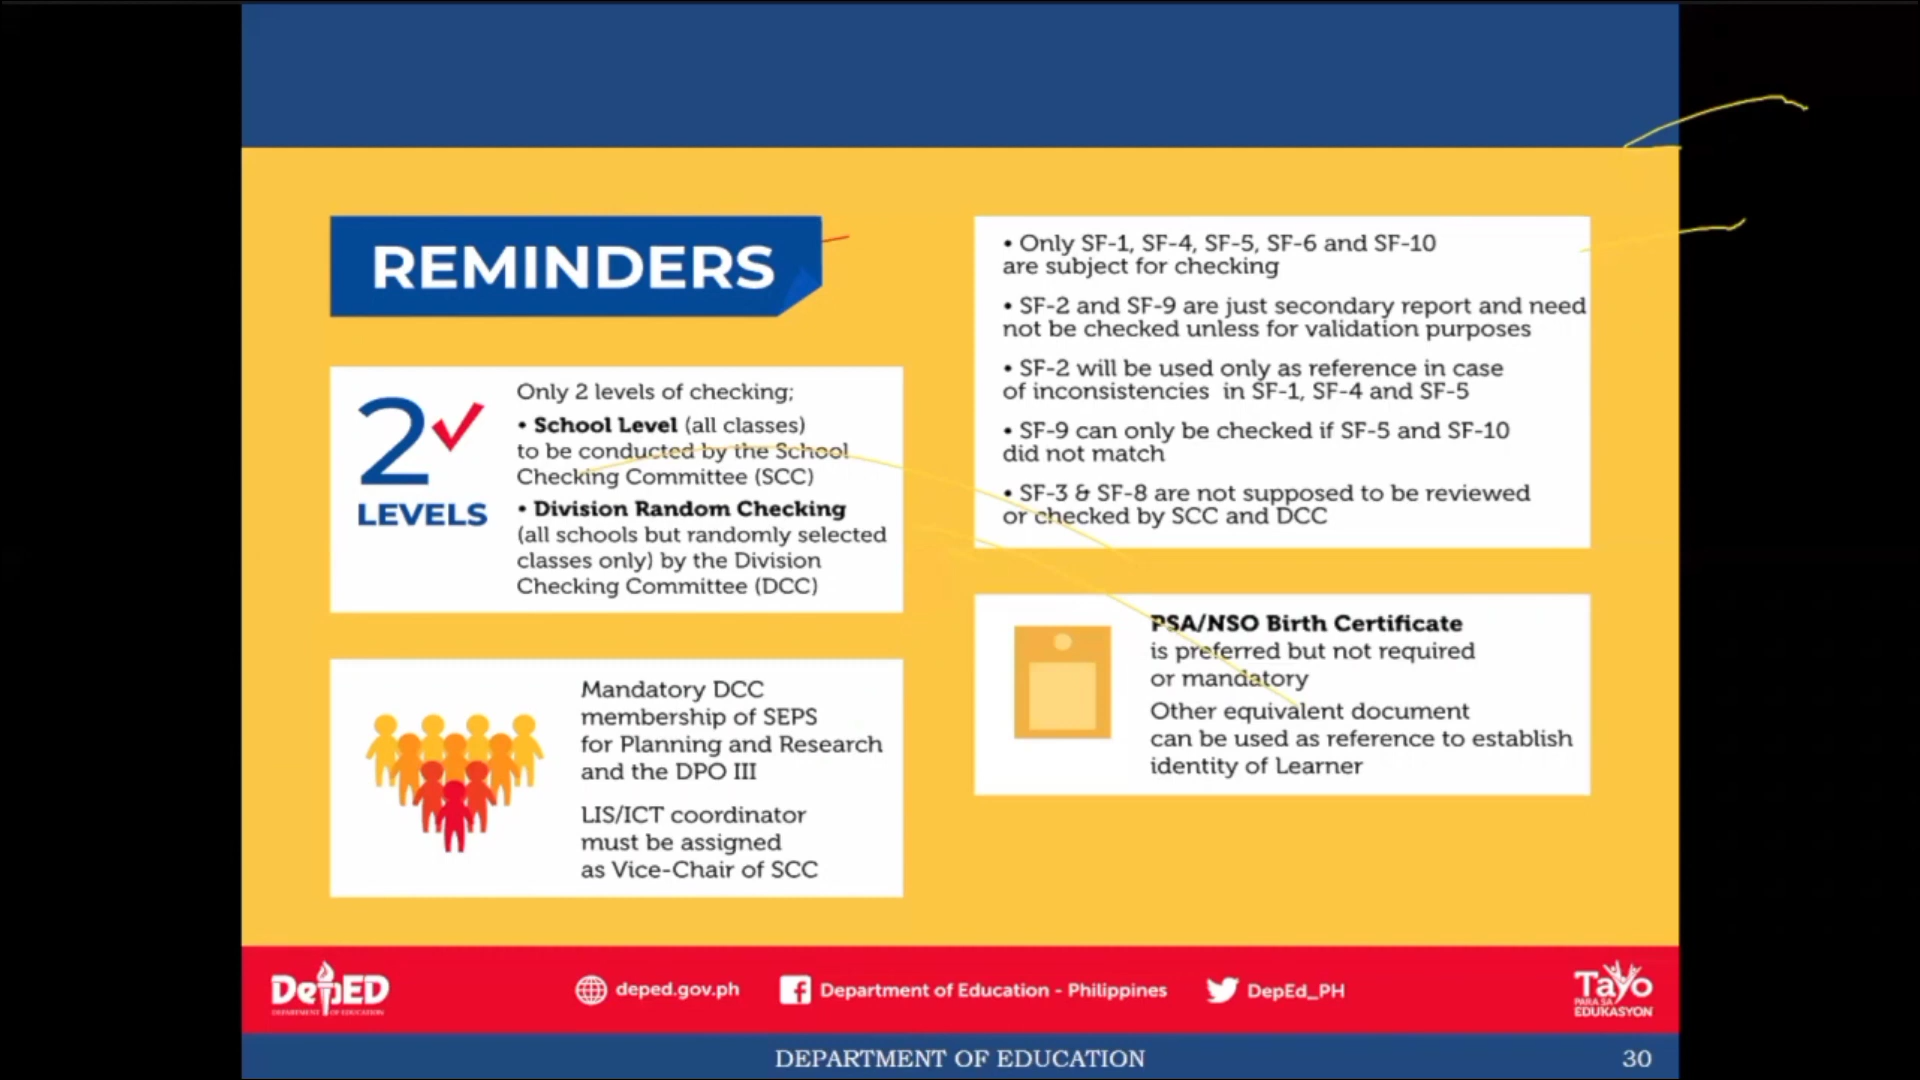 REMINDERS
2
LEVELS
Only 2 levels of checking;
• School Level (all classes)
to be conducted by the School
Checking Committee (SCC)
• Division Random Checking
(all schools but randomly selected
classes only) by the Division
Checking Committee (DCC)
Mandatory DCC
membership of SEPS
for Planning and Research
and the DPO III
LIS/ICT coordinator
must be assigned
as Vice-Chair of SCC
• Only SF-1, SF-4, SF-5, SF-6 and SF-10
are subject for checking
• SF-2 and SF-9 are just secondary report and need
not be checked unless for validation purposes
• SF-2 will be used only as reference in case
of inconsistencies in SF-1, SF-4 and SF-5
• SF-9 can only be checked if SF-5 and SF-10
did not match
• SF-3 & SF-8 are not supposed to be reviewed
or checked by SCC and DCC
PSA/NSO Birth Certificate
is preferred but not required
or mandatory
Other equivalent document
can be used as reference to establish
identity of Learner
DepED
DEPARTMENT OF EDUCATION
deped.gov.ph
Department of Education - Philippines
DepEd_PH
Tayo
PARA SA
EDUKASYON
DEPARTMENT OF EDUCATION
30